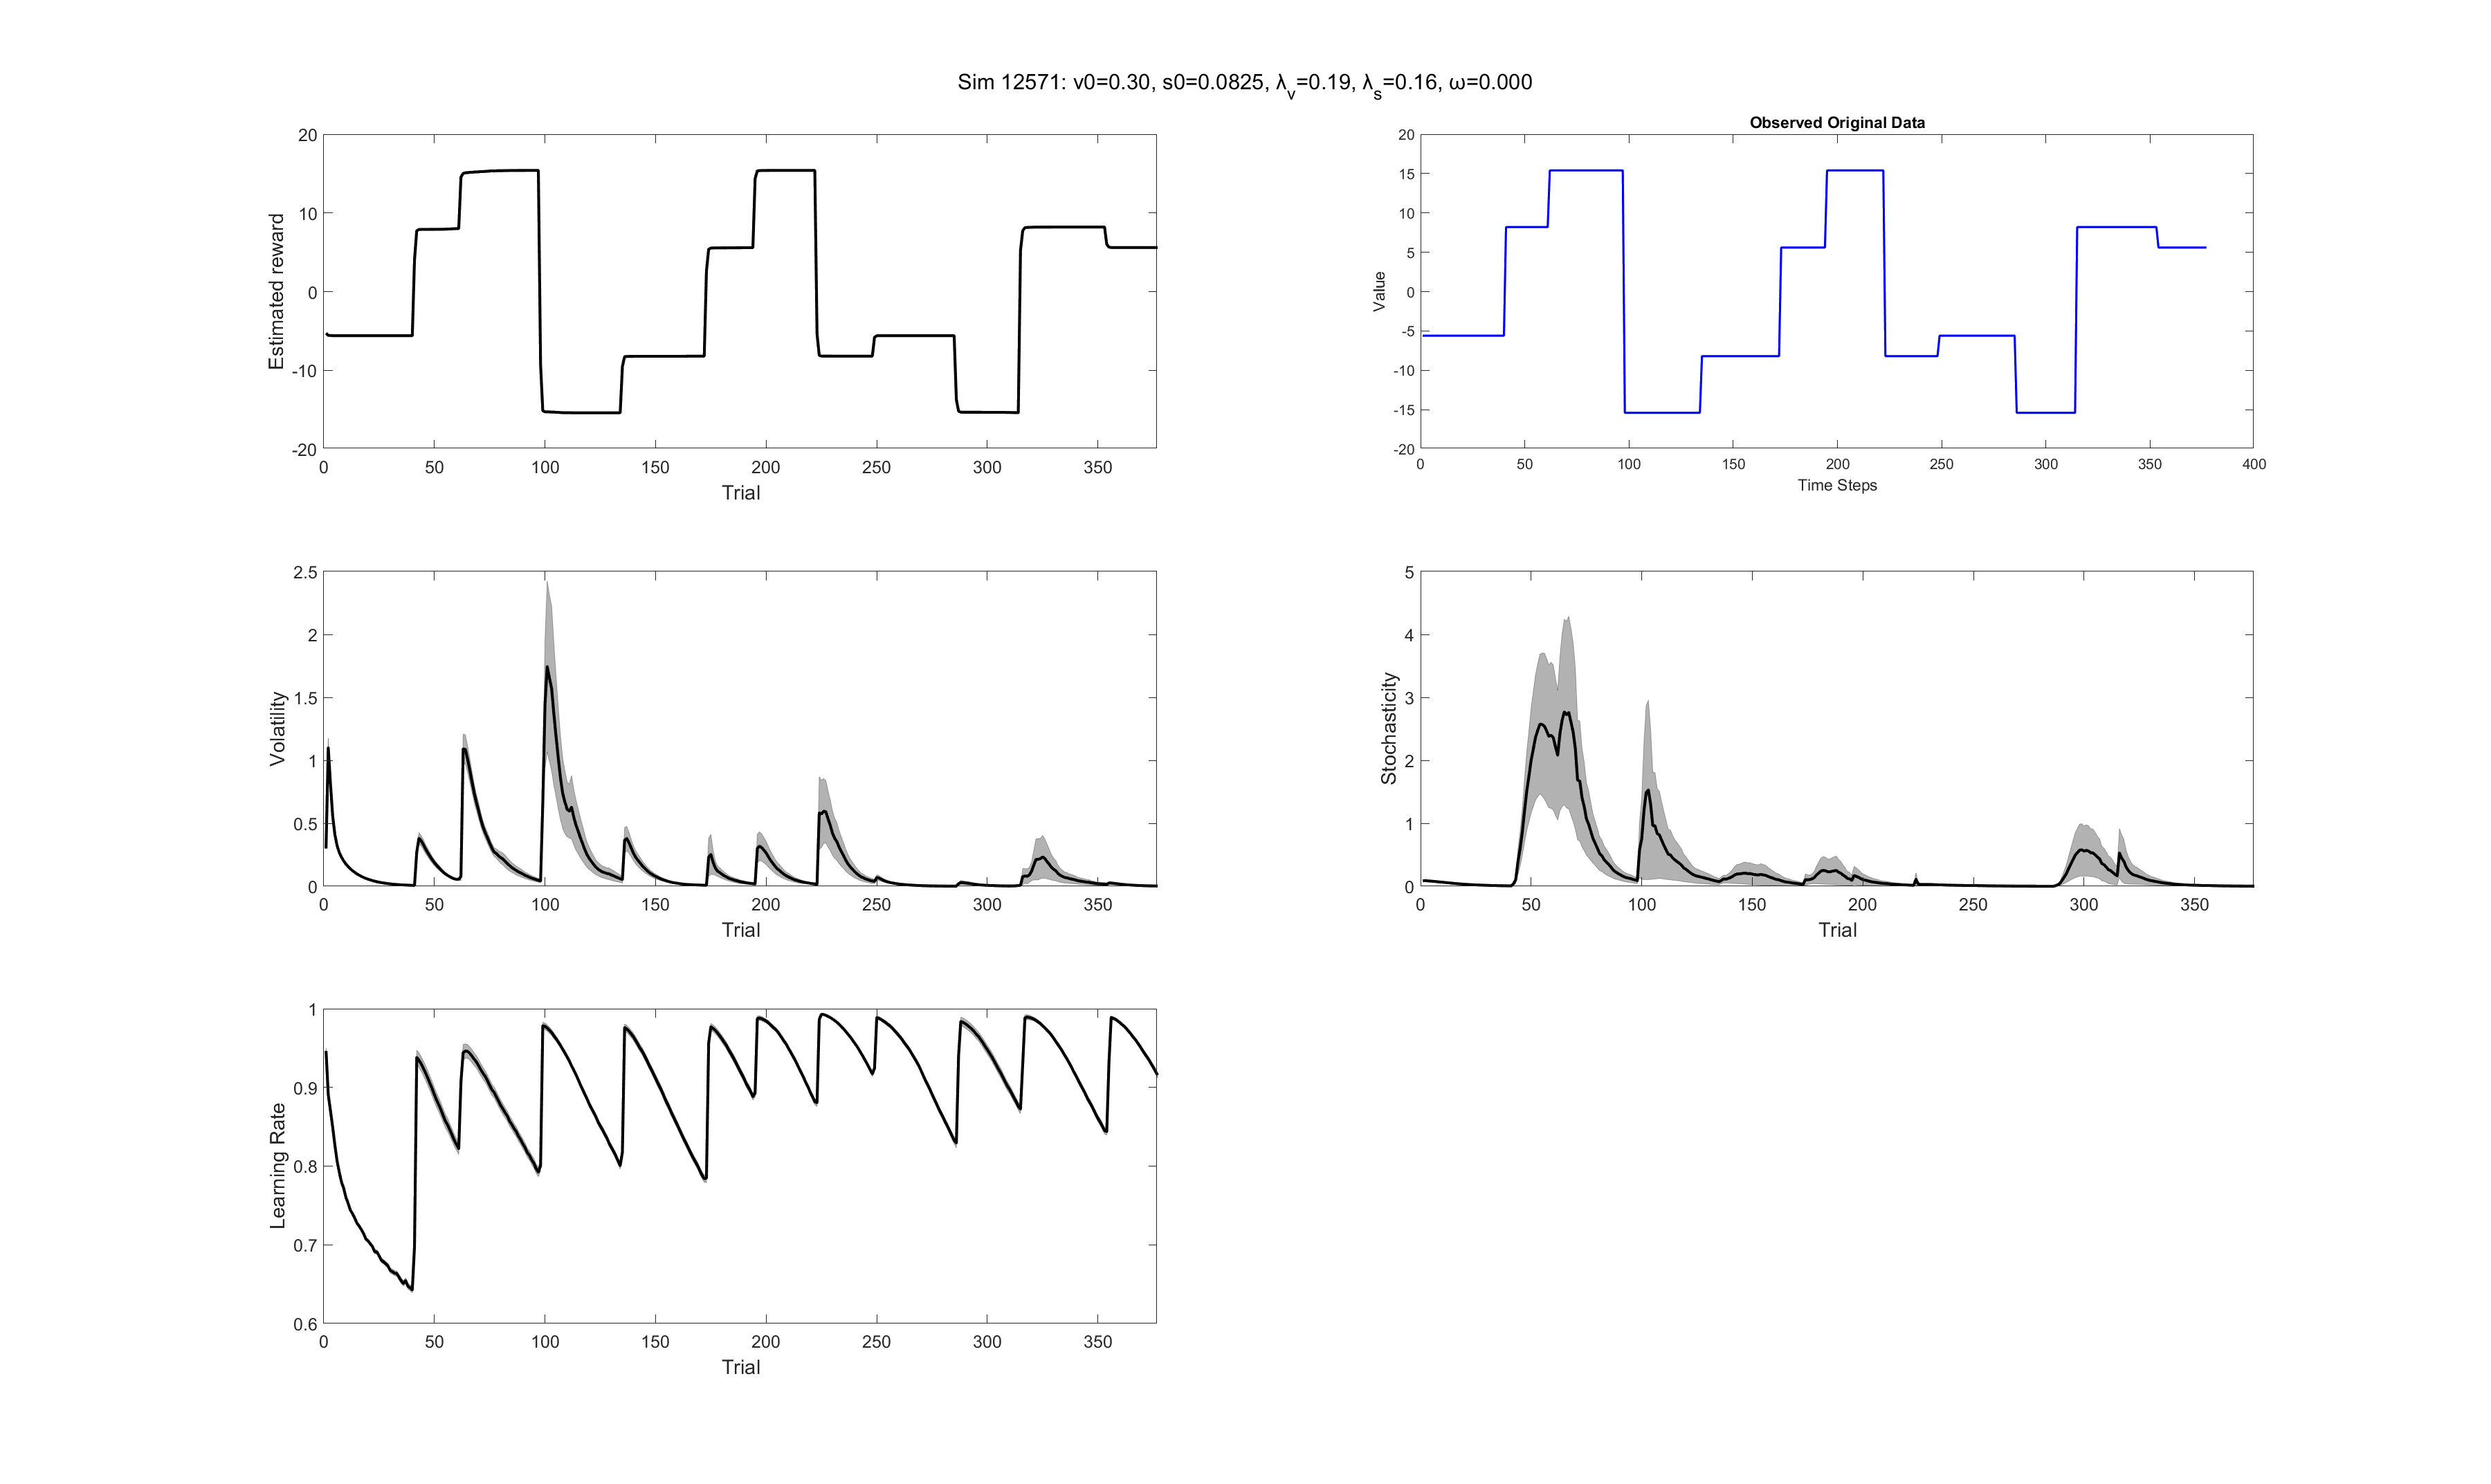 Sim 12571: v0=0.30, s0=0.0825, λv=0.19, λs=0.16, ω=0.000
20
10
0
-10
-20
Estimated reward
0 50 100 150 200 250 300 350
Trial
Observed Original Data
20
15
10
5
0
-5
-10
-15
-20
Value
0 50 100 150 200 250 300 350 400
Time Steps
2.5
2
1.5
1
0.5
0
Volatility
0 50 100 150 200 250 300 350
Trial
5
4
3
2
1
0
Stochasticity
0 50 100 150 200 250 300 350
Trial
1
0.9
0.8
0.7
0.6
Learning Rate
0 50 100 150 200 250 300 350
Trial